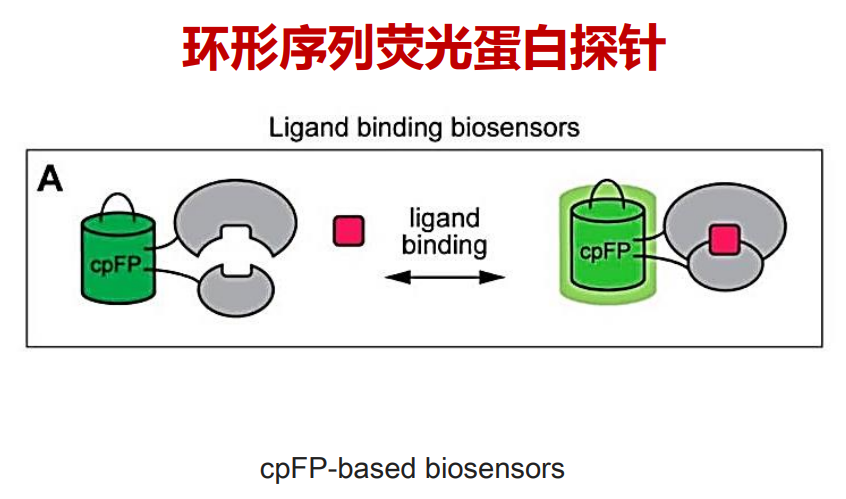 环形序列荧光蛋白探针
Ligand binding biosensors
A
cpFP
ligand
binding
cpFP
cpFP-based biosensors